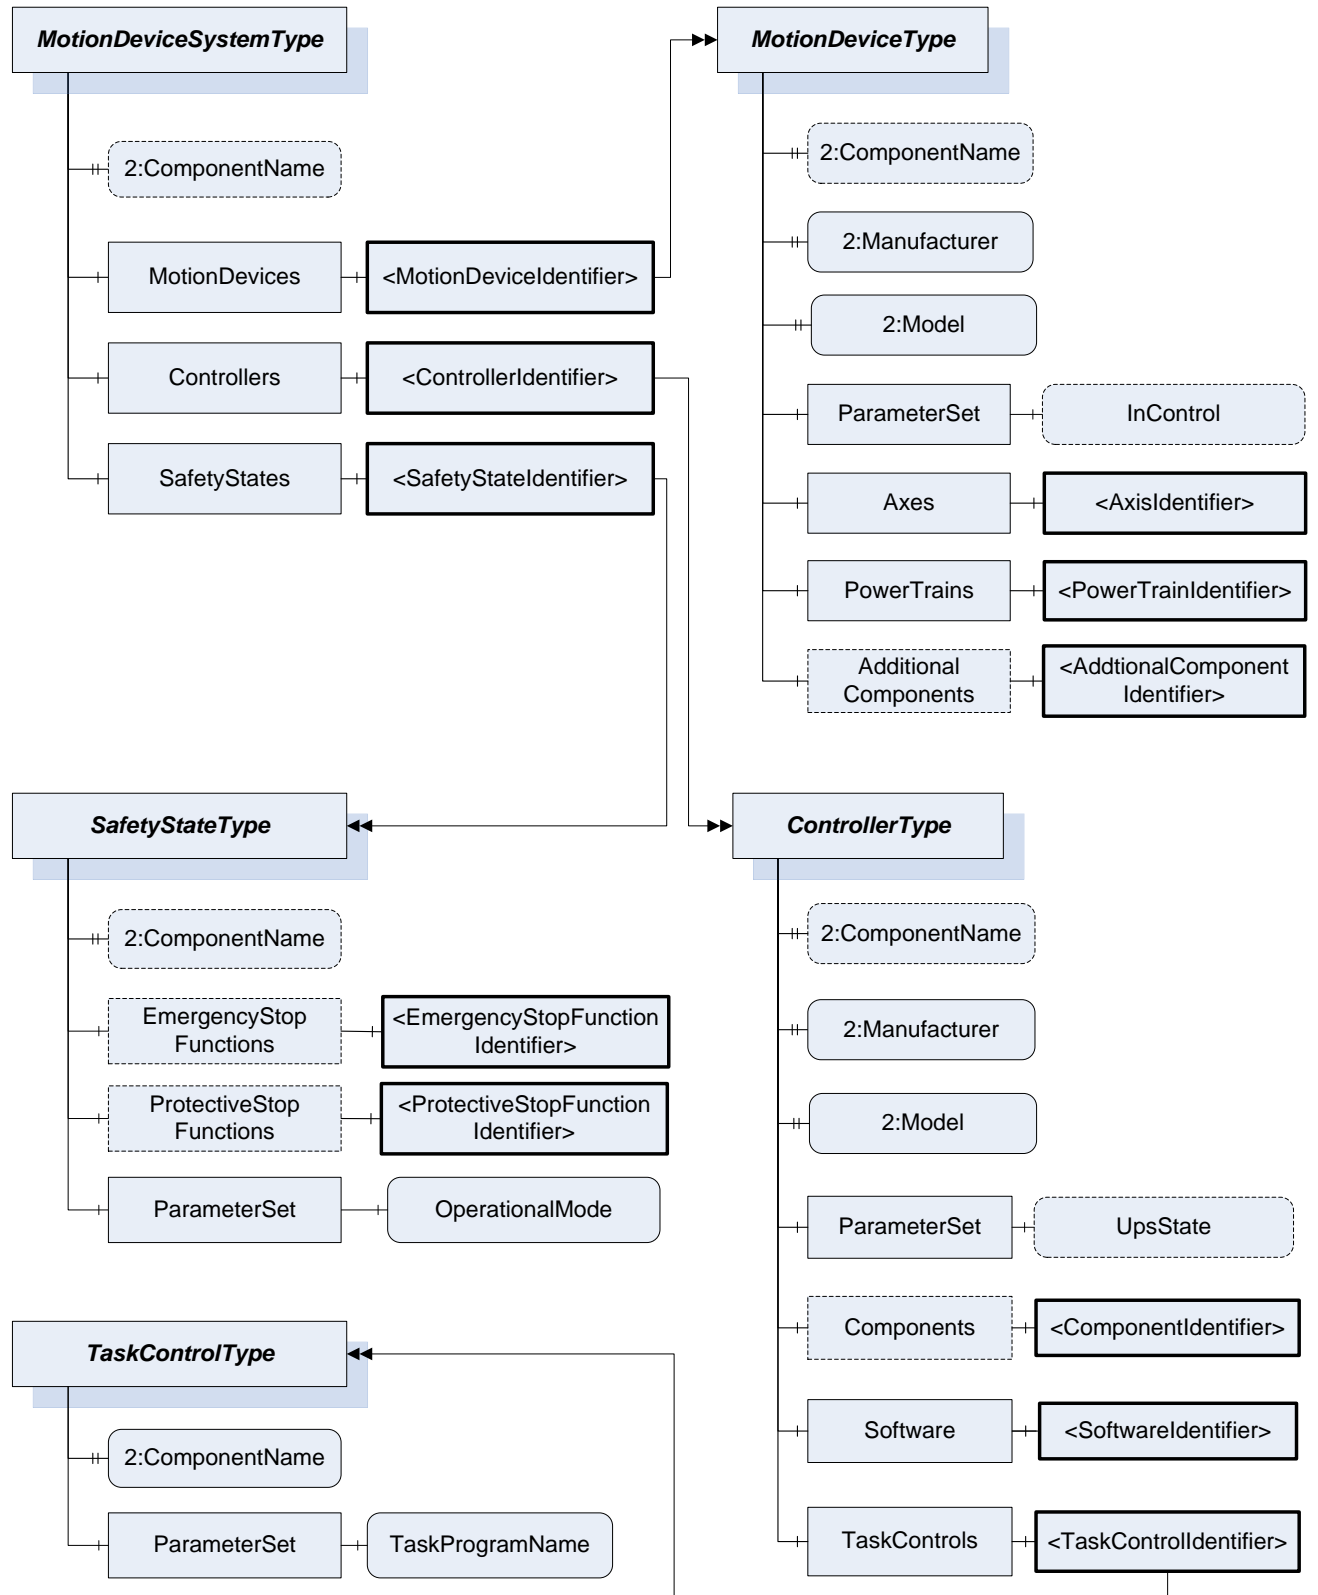 MotionDeviceSystemType
2:ComponentName
MotionDevices
<MotionDeviceIdentifier>
Controllers
<ControllerIdentifier>
SafetyStates
<SafetyStateIdentifier>
MotionDeviceType
2:ComponentName
2:Manufacturer
2:Model
ParameterSet
InControl
Axes
<AxisIdentifier>
PowerTrains
<PowerTrainIdentifier>
Additional
Components
<AddtionalComponent
Identifier>
SafetyStateType
2:ComponentName
EmergencyStop
Functions
<EmergencyStopFunction
Identifier>
ProtectiveStop
Functions
<ProtectiveStopFunction
Identifier>
ParameterSet
OperationalMode
ControllerType
2:ComponentName
2:Manufacturer
2:Model
ParameterSet
UpsState
Components
<ComponentIdentifier>
Software
<SoftwareIdentifier>
TaskControls
<TaskControlIdentifier>
TaskControlType
2:ComponentName
ParameterSet
TaskProgramName